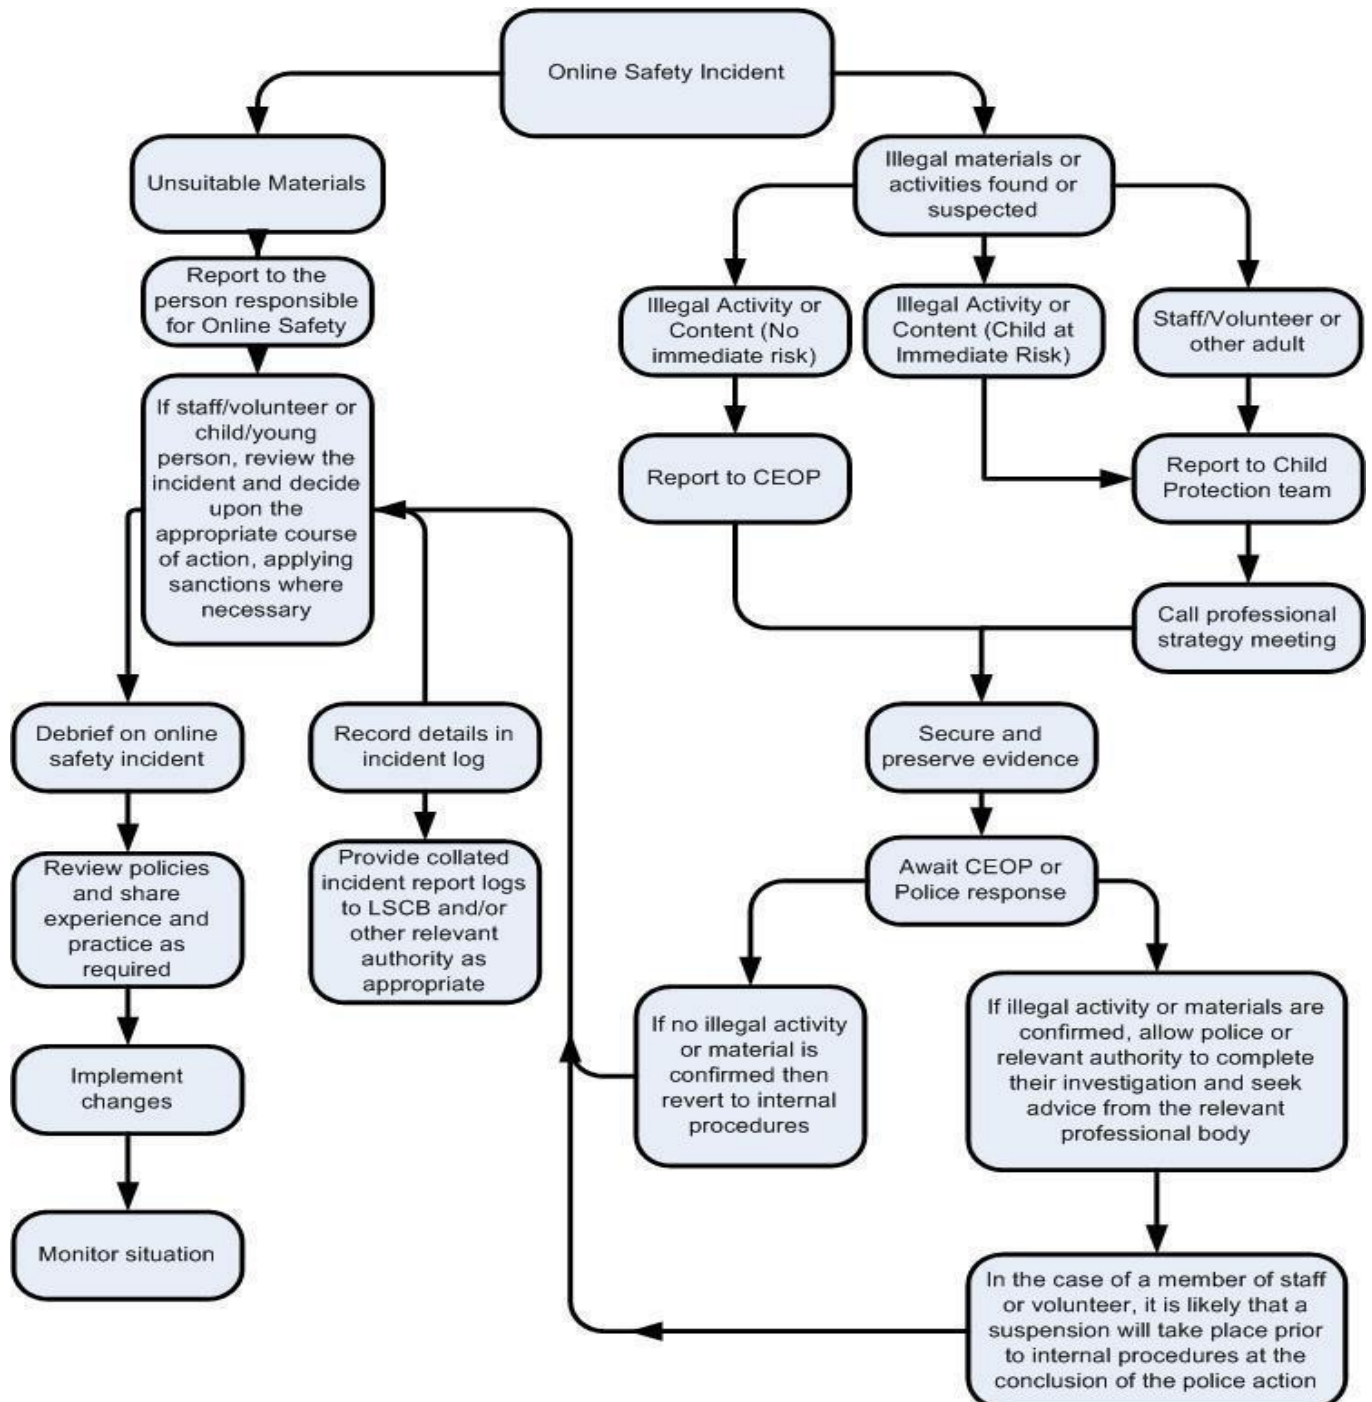 Online Safety Incident
Unsuitable Materials
Illegal materials or
activities found or
suspected
Report to the
person responsible
for Online Safety
Illegal Activity or
Content (No
immediate risk)
Illegal Activity or
Content (Child at
Immediate Risk)
Staff/Volunteer or
other adult
If staff/volunteer or
child/young
person, review the
incident and decide
upon the
appropriate course
of action, applying
sanctions where
necessary
Report to CEOP
Report to Child
Protection team
Call professional
strategy meeting
Debrief on online
safety incident
Record details in
incident log
Secure and
preserve evidence
Review policies
and share
experience and
practice as
required
Provide collated
incident report logs
to LSCB and/or
other relevant
authority as
appropriate
Await CEOP or
Police response
If no illegal activity
or material is
confirmed then
revert to internal
procedures
If illegal activity or materials are
confirmed, allow police or
relevant authority to complete
their investigation and seek
advice from the relevant
professional body
Implement
changes
Monitor situation
In the case of a member of staff
or volunteer, it is likely that a
suspension will take place prior
to internal procedures at the
conclusion of the police action